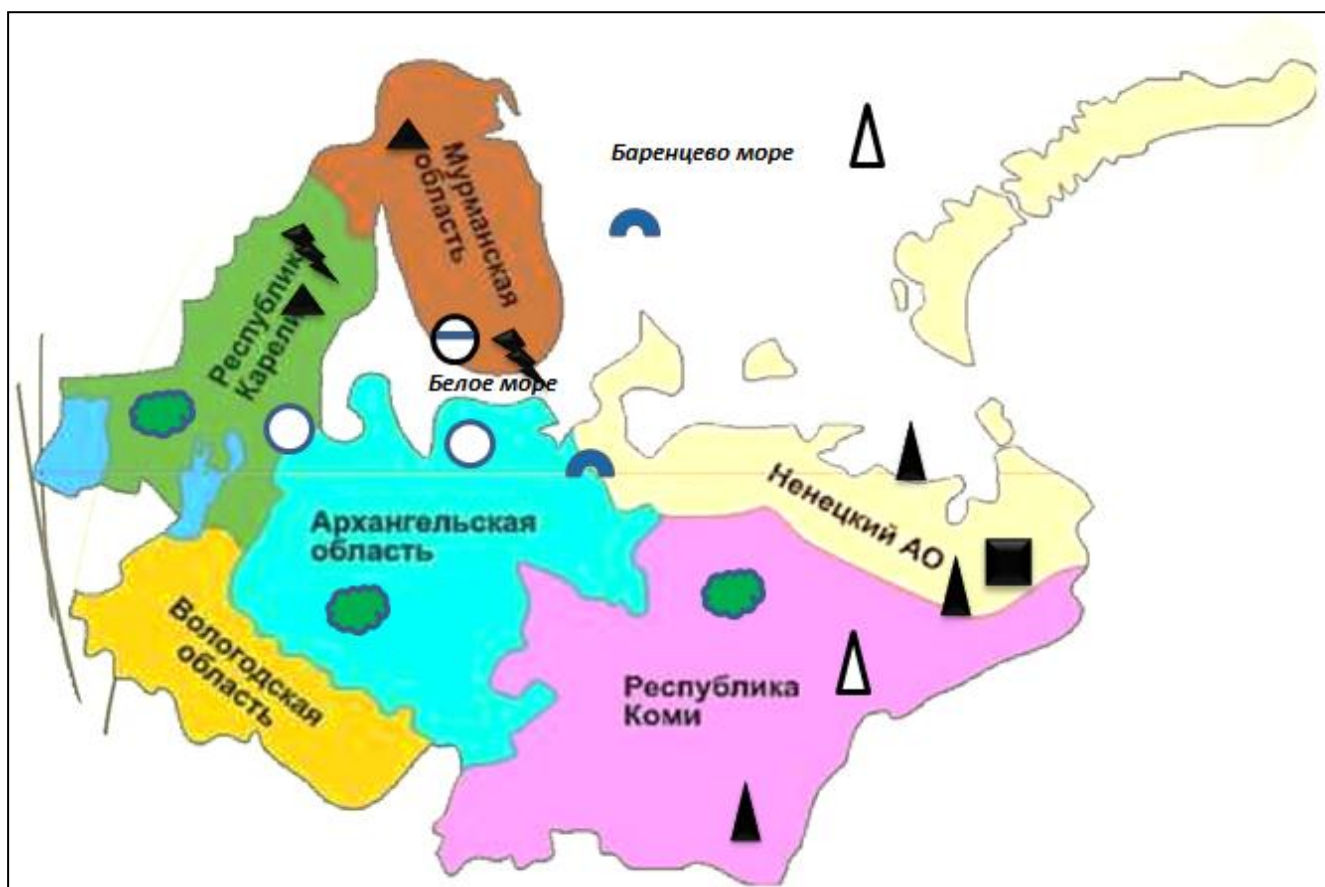 Баренцево море
Мурманская
область
Республика
Карелия
Белое море
Ненецкий АО
Архангельская
область
Вологодская
область
Республика
Коми